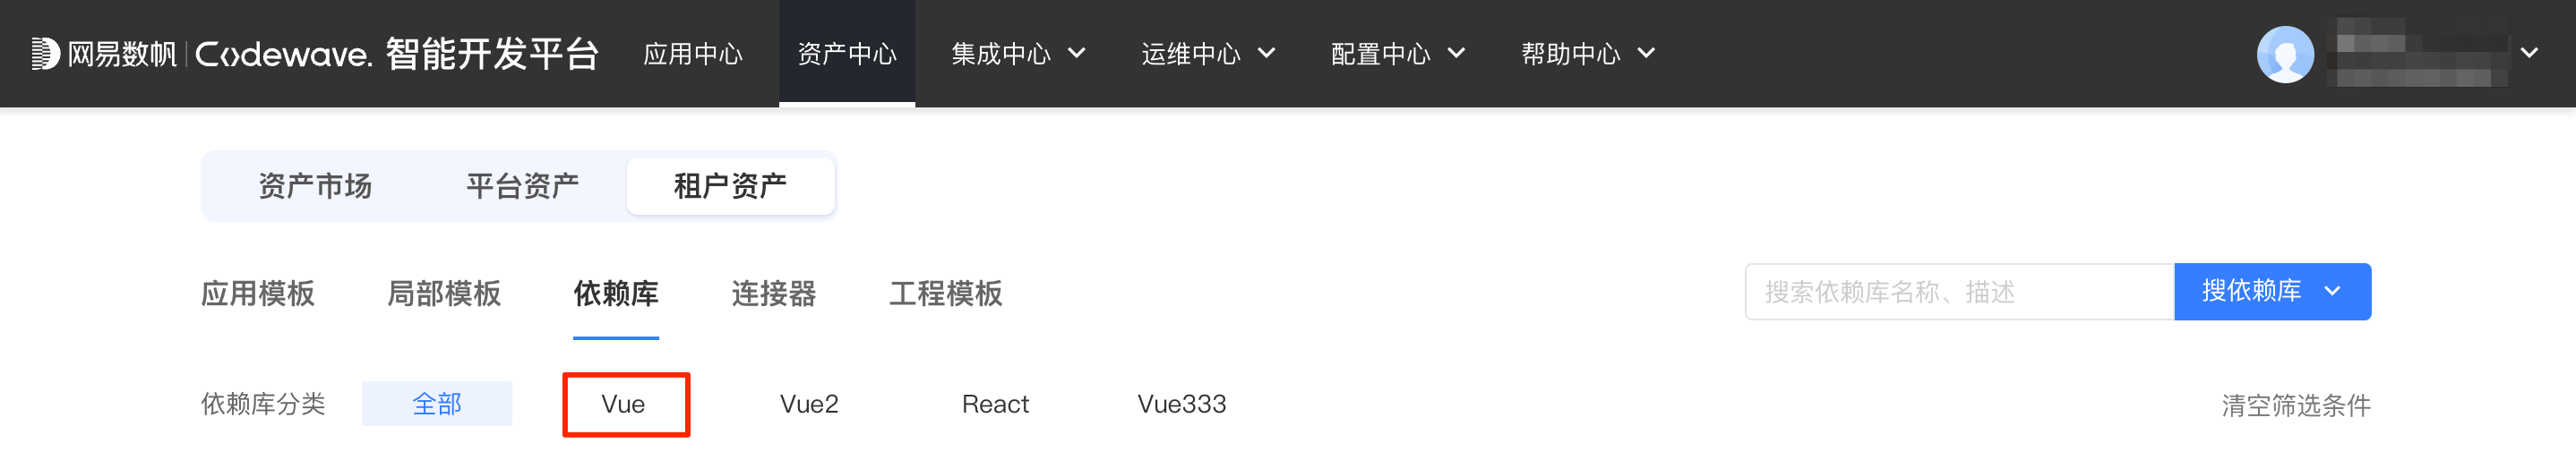 网易数帆 Codewave. 智能开发平台 应用中心 资产中心 集成中心 运维中心 配置中心 帮助中心
资产市场 平台资产 租户资产
应用模板 局部模板 依赖库 连接器 工程模板 搜索依赖库名称、描述 搜依赖库
依赖库分类 全部 Vue Vue2 React Vue333 清空筛选条件